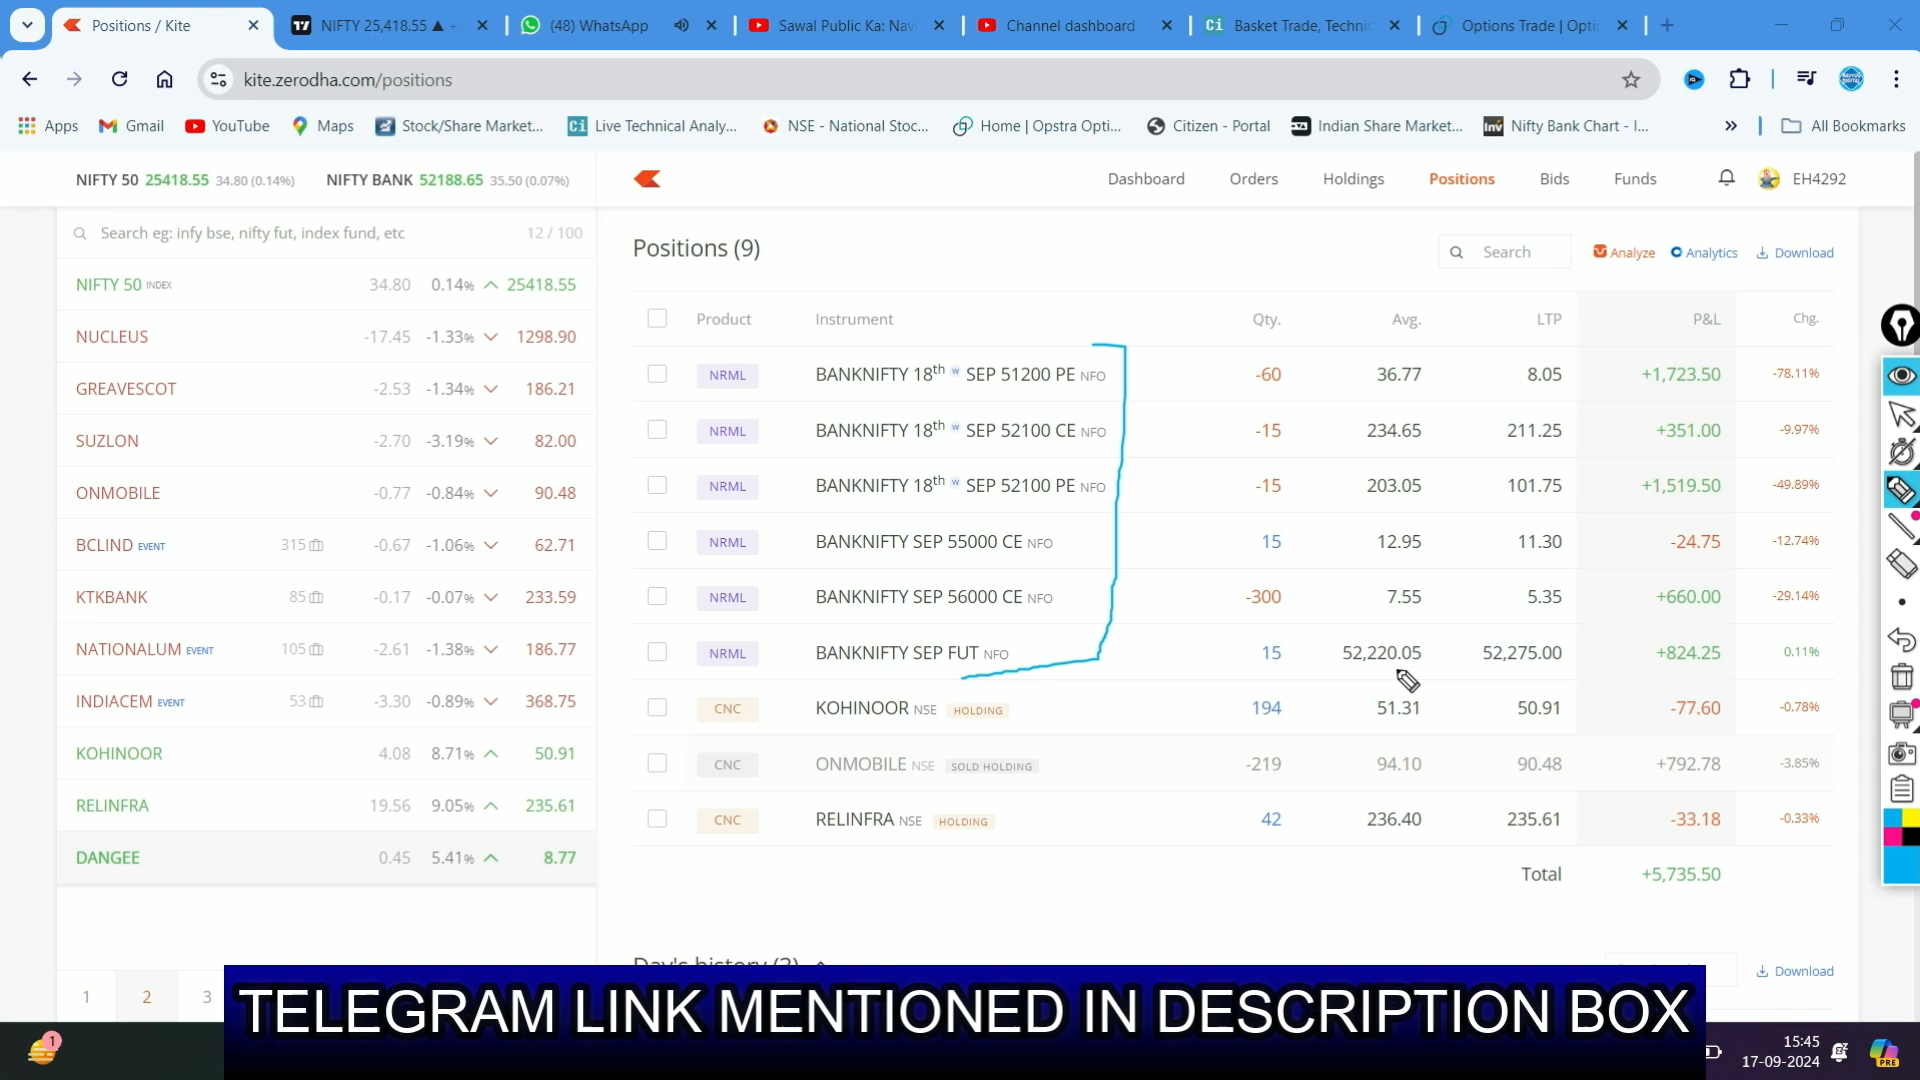 Positions / Kite
NIFTY 25,418.55 ▲
(48) WhatsApp
Sawal Public Ka: Nav
Channel dashboard
Basket Trade, Technic
Options Trade | Opti
kite.zerodha.com/positions
Apps
Gmail
YouTube
Maps
Stock/Share Market...
Live Technical Analy...
NSE - National Stoc...
Home | Opstra Opti...
Citizen - Portal
Indian Share Market...
Nifty Bank Chart - I...
All Bookmarks
NIFTY 50 25418.55 34.80 (0.14%)
NIFTY BANK 52188.65 35.50 (0.07%)
Dashboard
Orders
Holdings
Positions
Bids
Funds
EH4292
Search eg: infy bse, nifty fut, index fund, etc 12 / 100
NIFTY 50 INDEX 34.80 0.14% 25418.55
NUCLEUS -17.45 -1.33% 1298.90
GREAVESCOT -2.53 -1.34% 186.21
SUZLON -2.70 -3.19% 82.00
ONMOBILE -0.77 -0.84% 90.48
BCLIND EVENT 315 -0.67 -1.06% 62.71
KTKBANK 85 -0.17 -0.07% 233.59
NATIONALUM EVENT 105 -2.61 -1.38% 186.77
INDIACEM EVENT 53 -3.30 -0.89% 368.75
KOHINOOR 4.08 8.71% 50.91
RELINFRA 19.56 9.05% 235.61
DANGEE 0.45 5.41% 8.77
1 2 3
Positions (9)
Search
Analyze
Analytics
Download
Product Instrument Qty. Avg. LTP P&L Chg.
NRML BANKNIFTY 18th w SEP 51200 PE NFO -60 36.77 8.05 +1,723.50 -78.11%
NRML BANKNIFTY 18th w SEP 52100 CE NFO -15 234.65 211.25 +351.00 -9.97%
NRML BANKNIFTY 18th w SEP 52100 PE NFO -15 203.05 101.75 +1,519.50 -49.89%
NRML BANKNIFTY SEP 55000 CE NFO 15 12.95 11.30 -24.75 -12.74%
NRML BANKNIFTY SEP 56000 CE NFO -300 7.55 5.35 +660.00 -29.14%
NRML BANKNIFTY SEP FUT NFO 15 52,220.05 52,275.00 +824.25 0.11%
CNC KOHINOOR NSE HOLDING 194 51.31 50.91 -77.60 -0.78%
CNC ONMOBILE NSE SOLD HOLDING -219 94.10 90.48 +792.78 -3.85%
CNC RELINFRA NSE HOLDING 42 236.40 235.61 -33.18 -0.33%
Total +5,735.50
Day's history (3)
Download
TELEGRAM LINK MENTIONED IN DESCRIPTION BOX
1
15:45
17-09-2024
PRE